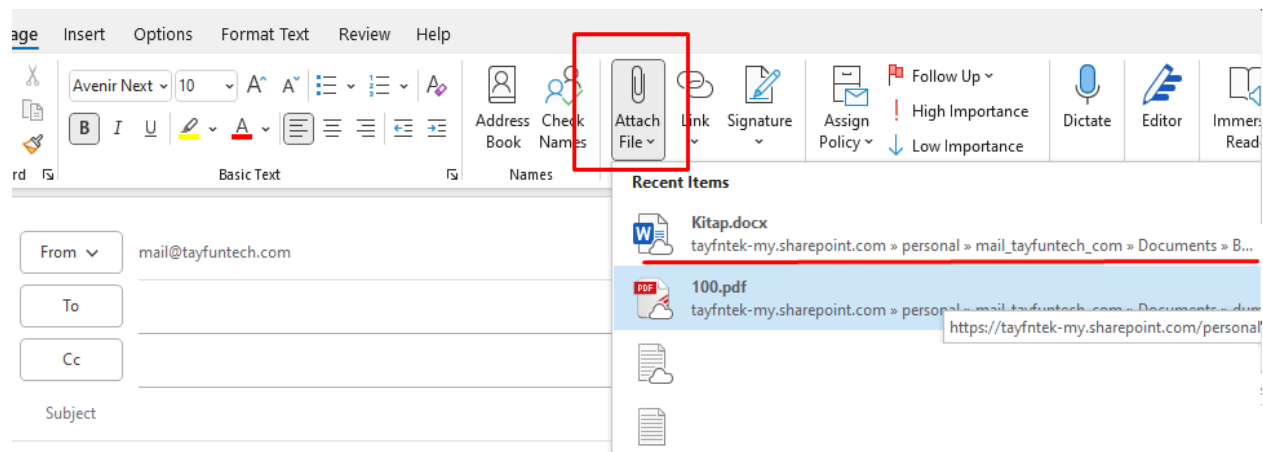 age Insert Options Format Text Review Help
Avenir Next 10
B I U A
Address Book
Check Names
Attach File
Link
Signature
Assign Policy
Follow Up
High Importance
Low Importance
Dictate
Editor
rd Basic Text Names
Recent Items
Kitap.docx
tayfntek-my.sharepoint.com » personal » mail_tayfuntech_com » Documents » B...
From mail@tayfuntech.com
PDF 100.pdf
tayfntek-my.sharepoint.com » personal » mail_tayfuntech_com » Documents »
https://tayfntek-my.sharepoint.com/personal
To
Cc
Subject